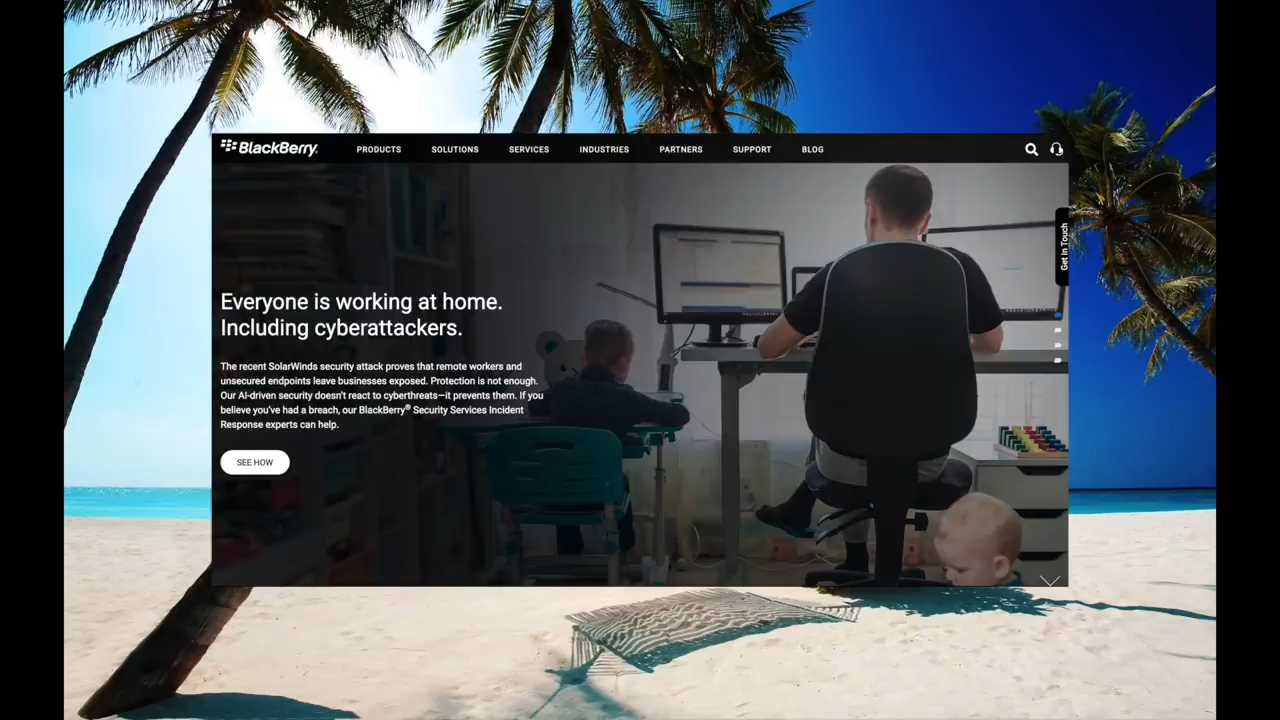 BlackBerry
PRODUCTS
SOLUTIONS
SERVICES
INDUSTRIES
PARTNERS
SUPPORT
BLOG
Get In Touch
Everyone is working at home.
Including cyberattackers.
The recent SolarWinds security attack proves that remote workers and
unsecured endpoints leave businesses exposed. Protection is not enough.
Our AI-driven security doesn't react to cyberthreats—it prevents them. If you
believe you've had a breach, our BlackBerry® Security Services Incident
Response experts can help.
SEE HOW